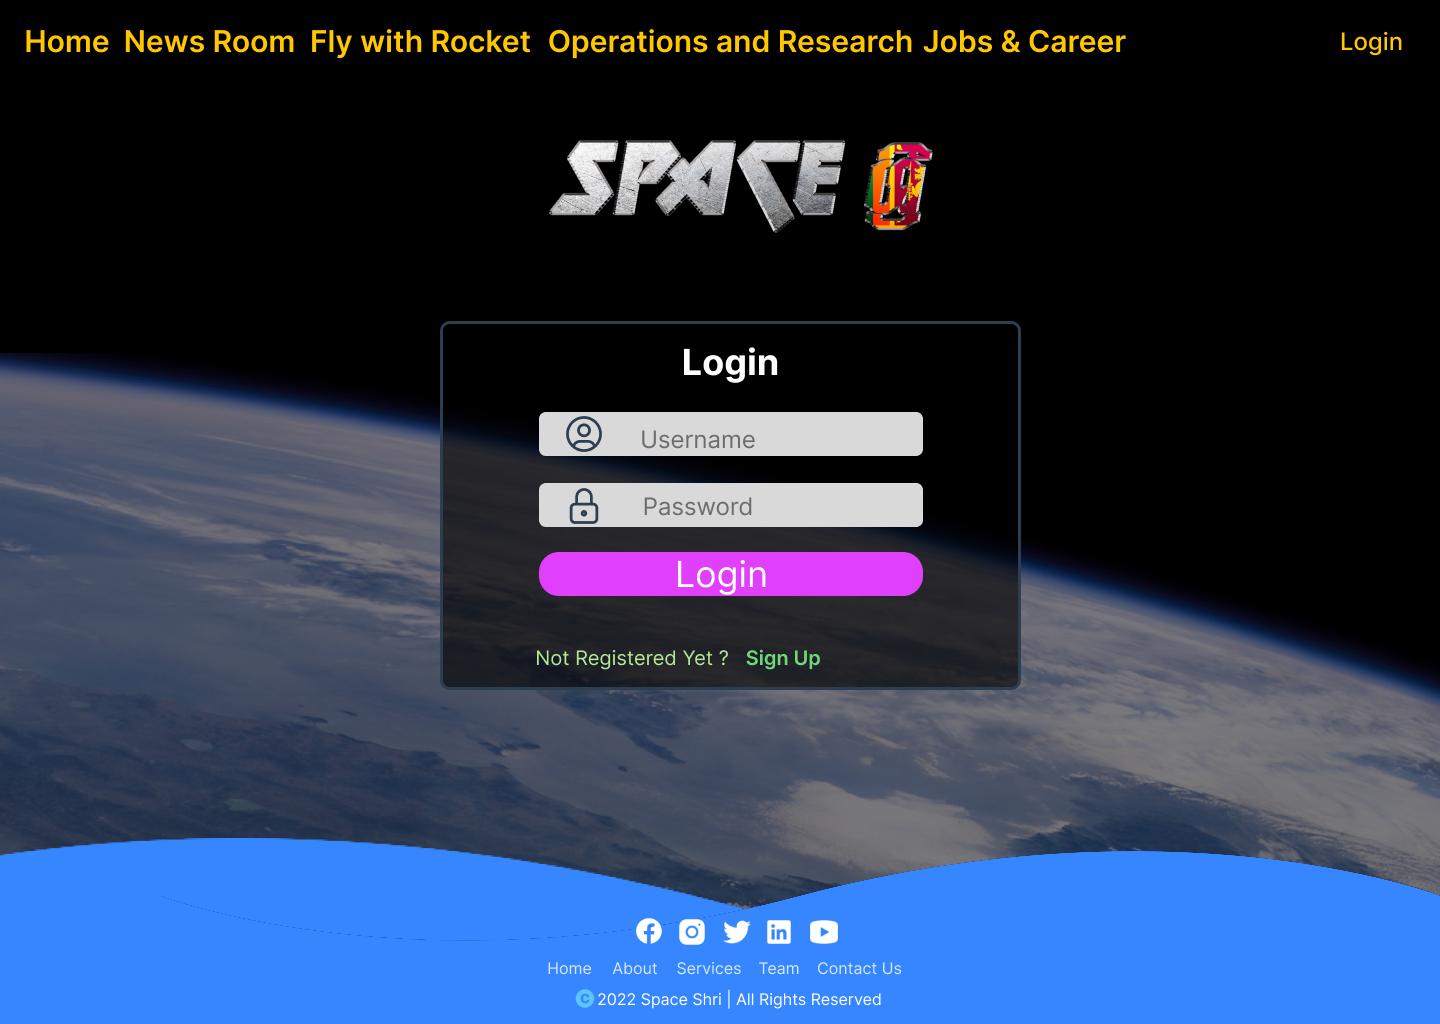 Home News Room Fly with Rocket Operations and Research Jobs & Career Login
SPACE
Login
Username
Password
Login
Not Registered Yet ? Sign Up
Home About Services Team Contact Us
© 2022 Space Shri | All Rights Reserved